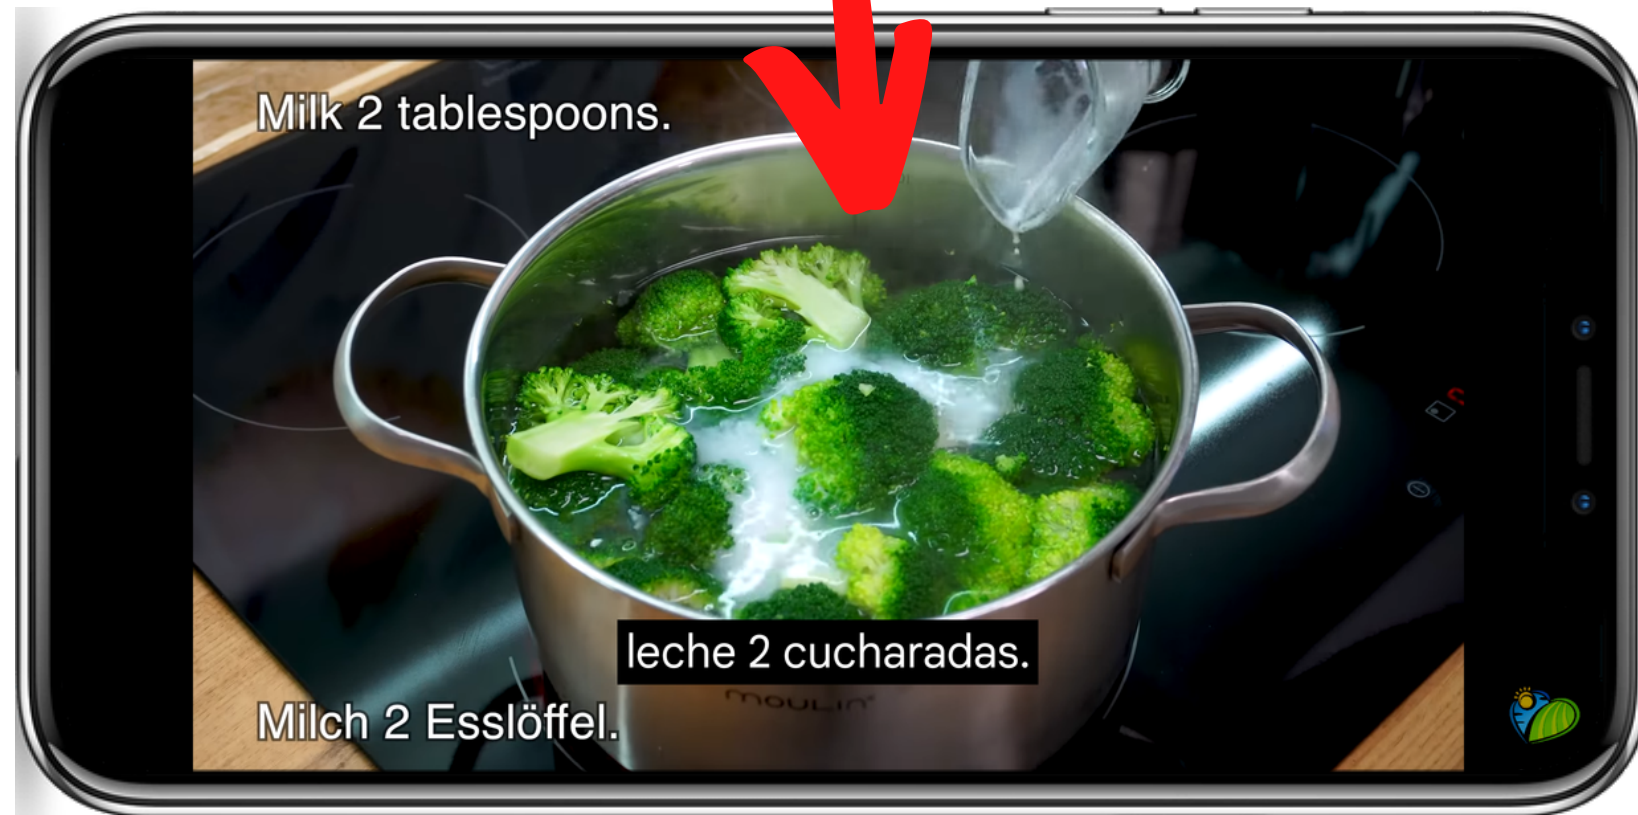 Milk 2 tablespoons.
leche 2 cucharadas.
mouLin
Milch 2 Esslöffel.